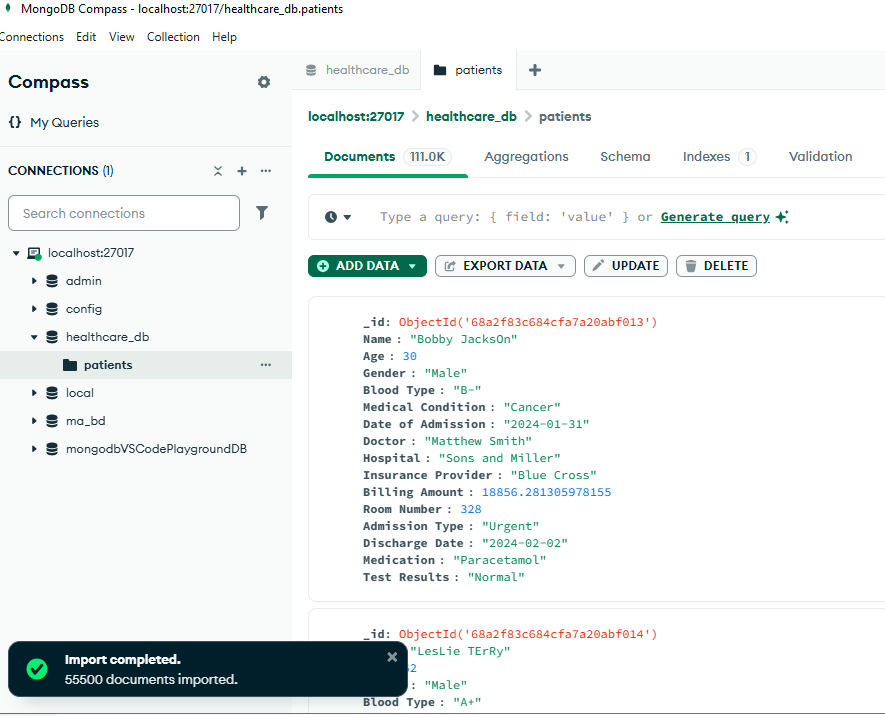 MongoDB Compass - localhost:27017/healthcare_db.patients
Connections Edit View Collection Help
Compass
{} My Queries
CONNECTIONS (1)
Search connections
localhost:27017
admin
config
healthcare_db
patients
local
ma_bd
mongodbVSCodePlaygroundDB
healthcare_db patients
localhost:27017 > healthcare_db > patients
Documents 111.0K Aggregations Schema Indexes 1 Validation
Type a query: { field: 'value' } or Generate query
ADD DATA EXPORT DATA UPDATE DELETE
_id: ObjectId('68a2f83c684cfa7a20abf013')
Name : "Bobby JacksOn"
Age : 30
Gender : "Male"
Blood Type : "B-"
Medical Condition : "Cancer"
Date of Admission : "2024-01-31"
Doctor : "Matthew Smith"
Hospital : "Sons and Miller"
Insurance Provider : "Blue Cross"
Billing Amount : 18856.281305978155
Room Number : 328
Admission Type : "Urgent"
Discharge Date : "2024-02-02"
Medication : "Paracetamol"
Test Results : "Normal"
_id: ObjectId('68a2f83c684cfa7a20abf014')
"LesLie TErRy"
: "Male"
Blood Type : "A+"
Import completed.
55500 documents imported.